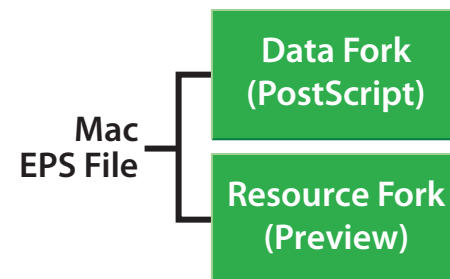 Mac
EPS File
Data Fork
(PostScript)
Resource Fork
(Preview)